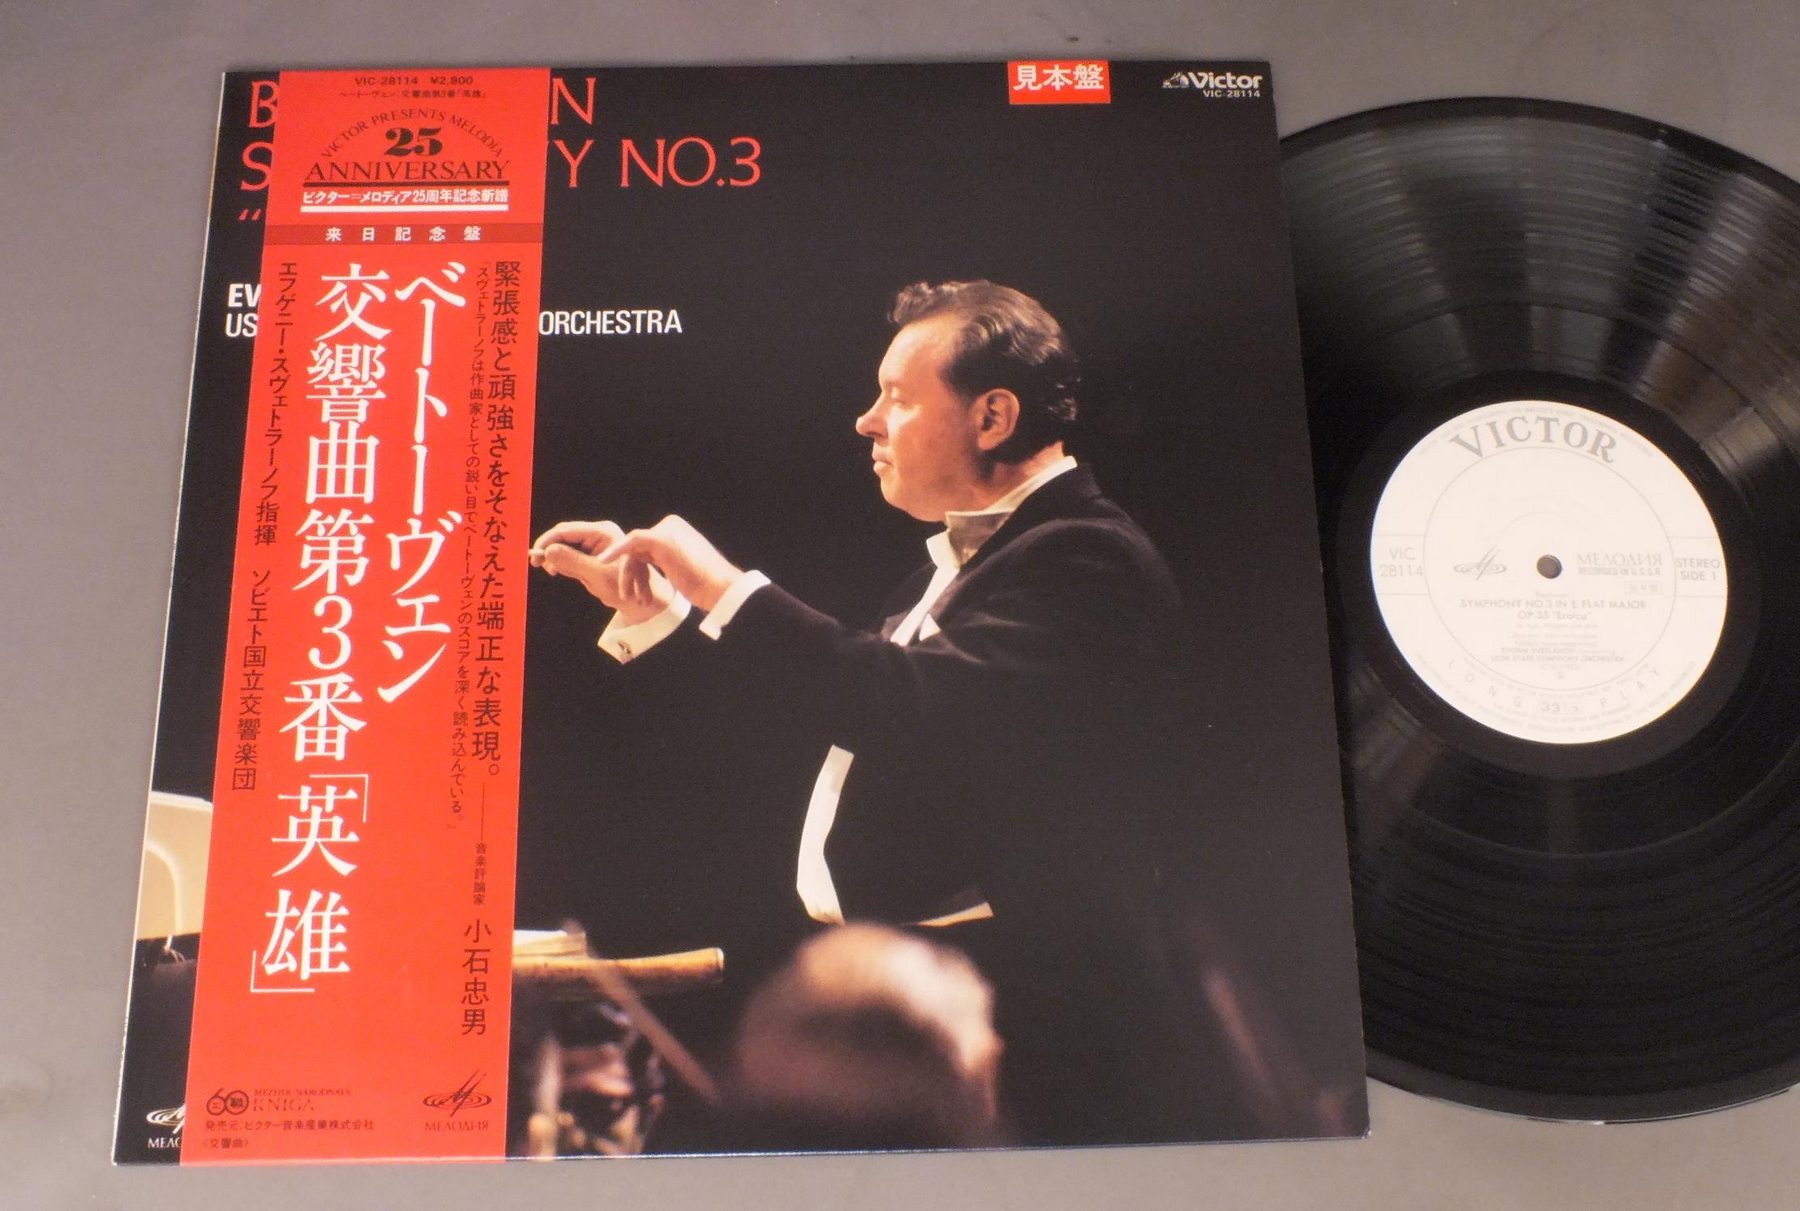 VIC-28114 ¥2,800
ベートーヴェン:交響曲第3番「英雄」
VICTOR PRESENTS MELODIA
25
ANNIVERSARY
ビクター=メロディア25周年記念新譜
来日記念盤
緊張感と頑強さをそなえた端正な表現。
「スヴェトラーノフは作曲家としての鋭い目でベートーヴェンのスコアを深く読み込んでいる。」
音楽評論家 小石忠男
ベートーヴェン
交響曲第3番「英雄」
エフゲニー・スヴェトラーノフ指揮 ソビエト国立交響楽団
60
MEZHDUNARODNAYA
KNIGA
発売元:ビクター音楽産業株式会社
〈交響曲〉
МЕЛОДИЯ
B N
S Y NO.3
“
EV
US ORCHESTRA
МЕЛО
見本盤
Victor
VIC-28114
VICTOR
VIC
28114
МЕЛОДИЯ
RECORDED IN U.S.S.R.
STEREO
SIDE 1
SYMPHONY NO.3 IN E FLAT MAJOR
OP.55 "Eroica"
USSR STATE SYMPHONY ORCHESTRA
LONG 33 PLAY